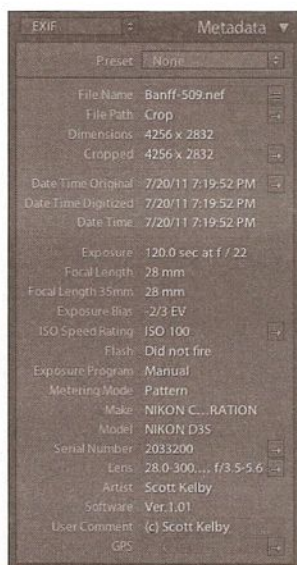 EXIF Metadata
Preset None
File Name Banff-509.nef
File Path Crop
Dimensions 4256 x 2832
Cropped 4256 x 2832
Date Time Original 7/20/11 7:19:52 PM
Date Time Digitized 7/20/11 7:19:52 PM
Date Time 7/20/11 7:19:52 PM
Exposure 120.0 sec at f / 22
Focal Length 28 mm
Focal Length 35mm 28 mm
Exposure Bias -2/3 EV
ISO Speed Rating ISO 100
Flash Did not fire
Exposure Program Manual
Metering Mode Pattern
Make NIKON C...RATION
Model NIKON D3S
Serial Number 2033200
Lens 28.0-300.... f/3.5-5.6
Artist Scott Kelby
Software Ver.1.01
User Comment (c) Scott Kelby
GPS